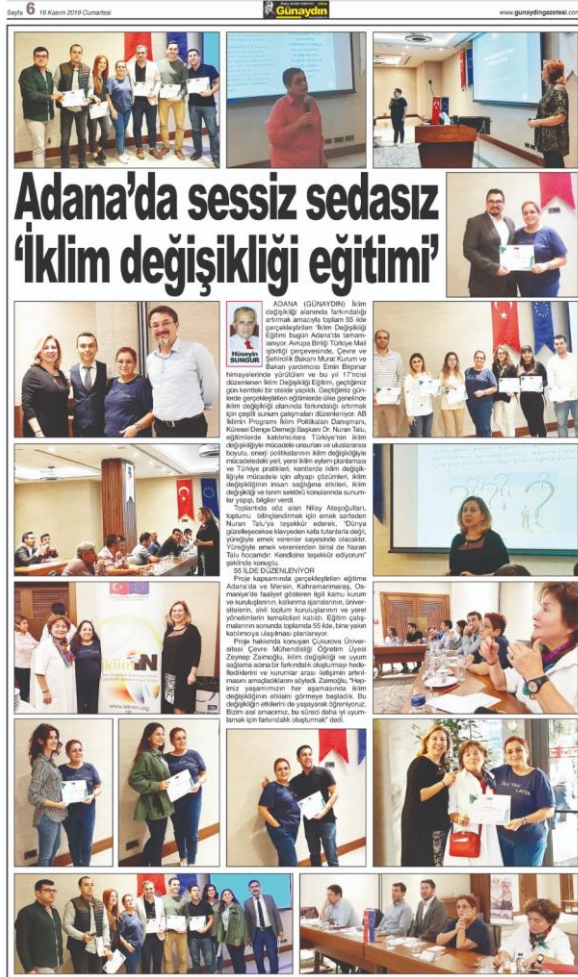 Sayfa 6 16 Kasım 2019 Cumartesi
Günaydın
www.gunaydingazetesi.com
Adana'da sessiz sedasız
'İklim değişikliği eğitimi'
Hüseyin
SUNGUR
ADANA (GÜNAYDIN) İklim
değişikliği alanında farkındalığı
artırmak amacıyla toplam 55 ilde
gerçekleştirilen 'İklim Değişikliği
Eğitimi bugün Adana'da tamam-
lanıyor. Avrupa Birliği Türkiye Mali
işbirliği çerçevesinde, Çevre ve
Şehircilik Bakanı Murat Kurum ve
Bakan yardımcısı Emin Birpınar
himayelerinde yürütülen ve bu yıl 17'ncisi
düzenlenen İklim Değişikliği Eğitimi, geçtiğimiz
gün kentteki bir otelde yapıldı. Geçtiğimiz gün-
lerde gerçekleştirilen eğitimlerde ülke genelinde
iklim değişikliği alanında farkındalığı artırmak
için çeşitli sunum çalışmaları düzenleniyor. AB
İklimin Programı İklim Politikaları Danışmanı,
Küresel Denge Derneği Başkanı Dr. Nuran Talu,
eğitimlerde katılımcılara Türkiye'nin iklim
değişikliğiyle mücadele unsurları ve uluslararası
boyutu, enerji politikalarının iklim değişikliğiyle
mücadeledeki yeri, yerel iklim eylem planlaması
ve Türkiye pratikleri, kentlerde iklim değişik-
liğiyle mücadele için altyapı çözümleri, iklim
değişikliğinin insan sağlığına etkileri, iklim
değişikliği ve tarım sektörü konularında sunum-
lar yapıp, bilgiler verdi.
Toplantıda söz alan Nilay Ateşoğulları,
toplumu bilinçlendirmek için emek sarfeden
Nuran Talu'ya teşekkür ederek, "Dünya
güzelleşecekse klavyeden kafa tutanlarla değil,
yüreğiyle emek verenler sayesinde olacaktır.
Yüreğiyle emek verenlerden birisi de Nuran
Talu hocamdır. Kendisine teşekkür ediyorum"
şeklinde konuştu.
55 İLDE DÜZENLENİYOR
Proje kapsamında gerçekleştirilen eğitime
Adana'da ve Mersin, Kahramanmaraş, Os-
maniye'de faaliyet gösteren ilgili kamu kurum
ve kuruluşlarının, kalkınma ajanslarının, üniver-
sitelerin, sivil toplum kuruluşlarının ve yerel
yönetimlerin temsilcileri katıldı. Eğitim çalış-
malarının sonunda toplamda 55 ilde, bine yakın
katılımcıya ulaşılması planlanıyor.
Proje hakkında konuşan Çukurova Üniver-
sitesi Çevre Mühendisliği Öğretim Üyesi
Zeynep Zaimoğlu, iklim değişikliği ve uyum
sağlama adına bir farkındalık oluşturmayı hede-
flediklerini ve kurumlar arası iletişimin artırıl-
masını amaçladıklarını söyledi. Zaimoğlu, "Hep-
imiz yaşamımızın her aşamasında iklim
değişikliğinin etkisini görmeye başladık. Bu
değişikliğin etkilerini de yaşayarak öğreniyoruz.
Bizim asıl amacımız, bu süreci daha iyi uyum-
lamak için farkındalık oluşturmak" dedi.
iklimiN
www.iklimin.org